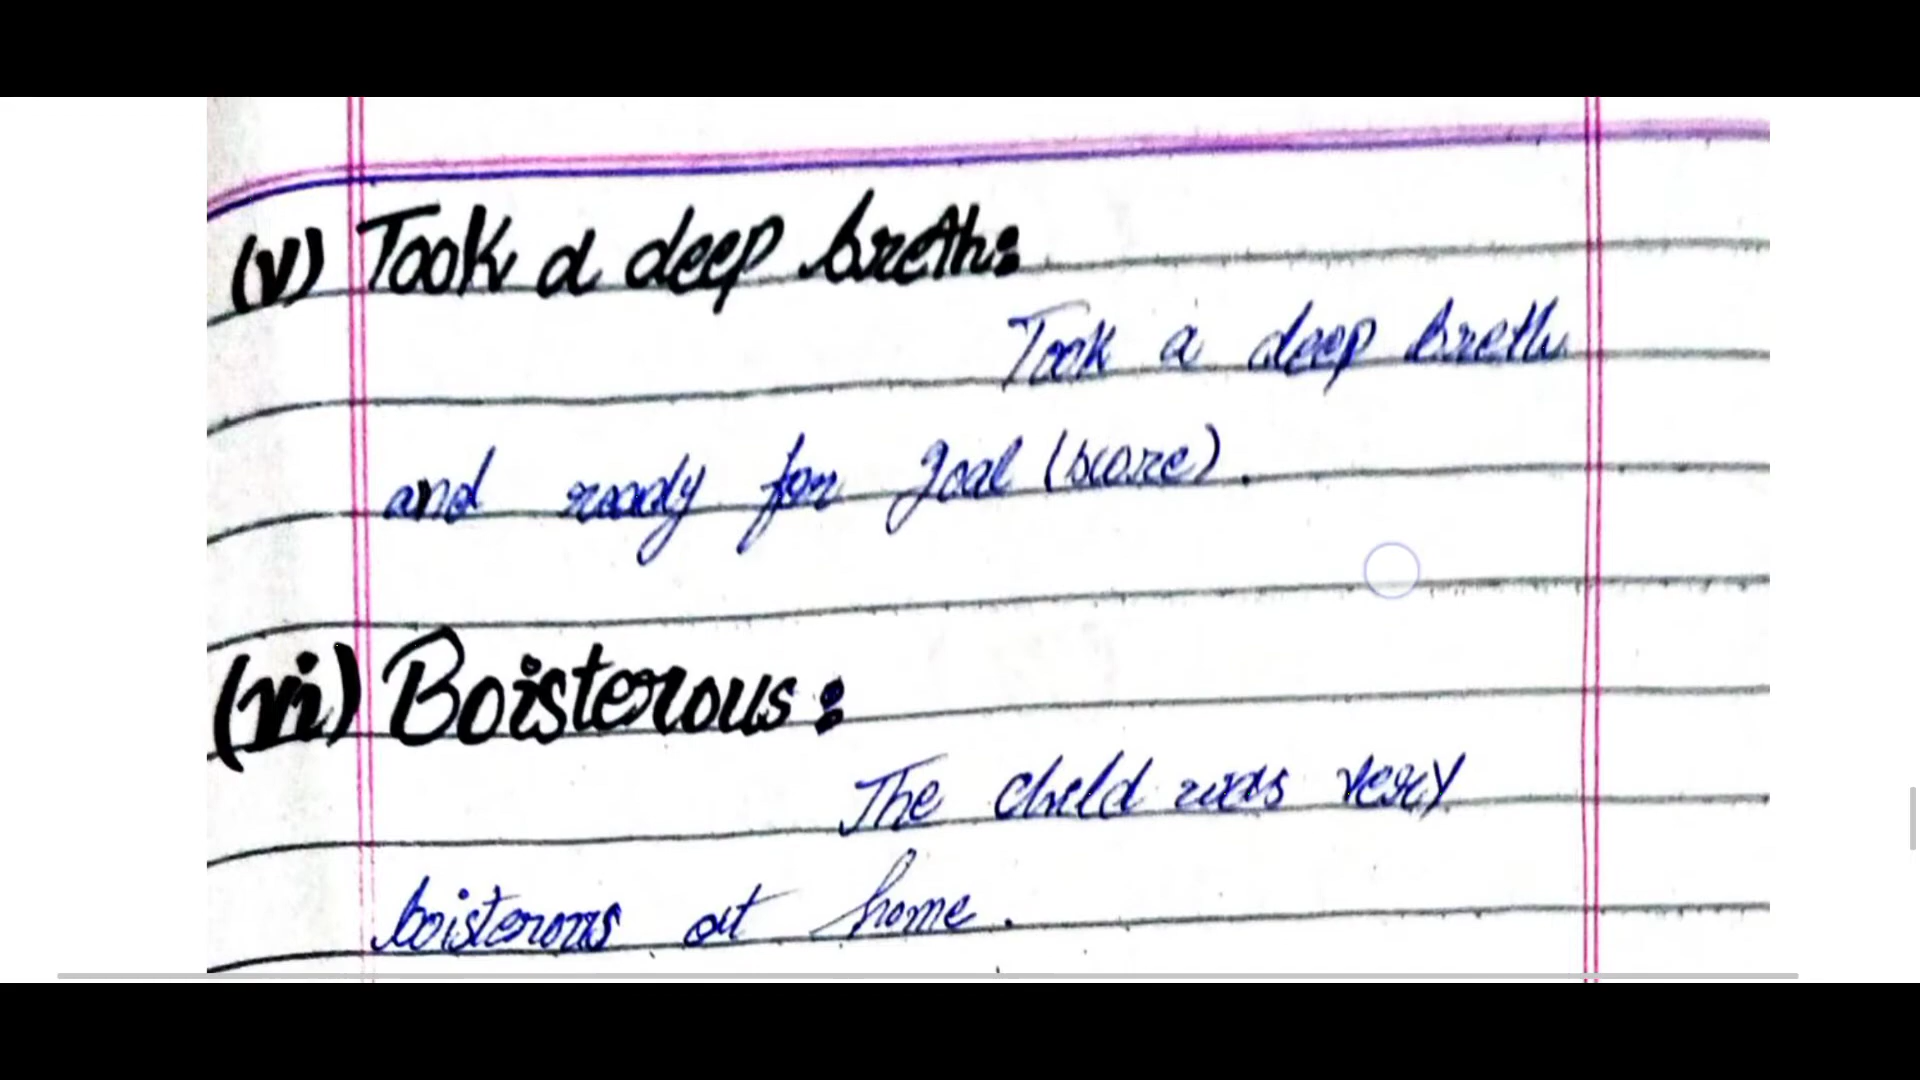 (v) Took a deep breth:
Took a deep breth
and ready for goal (score).
(vi) Boisterous:
The child was very
boisterous at home.